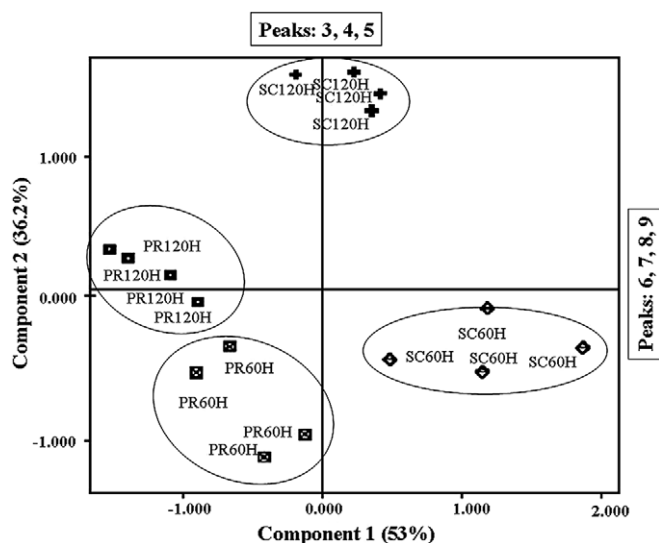 Peaks: 3, 4, 5
SC120H
SC120H
SC120H
SC120H
1.000
PR120H
PR120H
PR120H
PR120H
0.000
SC60H
SC60H
SC60H
SC60H
PR60H
PR60H
PR60H
PR60H
-1.000
-1.000
0.000
1.000
2.000
Component 1 (53%)
Component 2 (36.2%)
Peaks: 6, 7, 8, 9